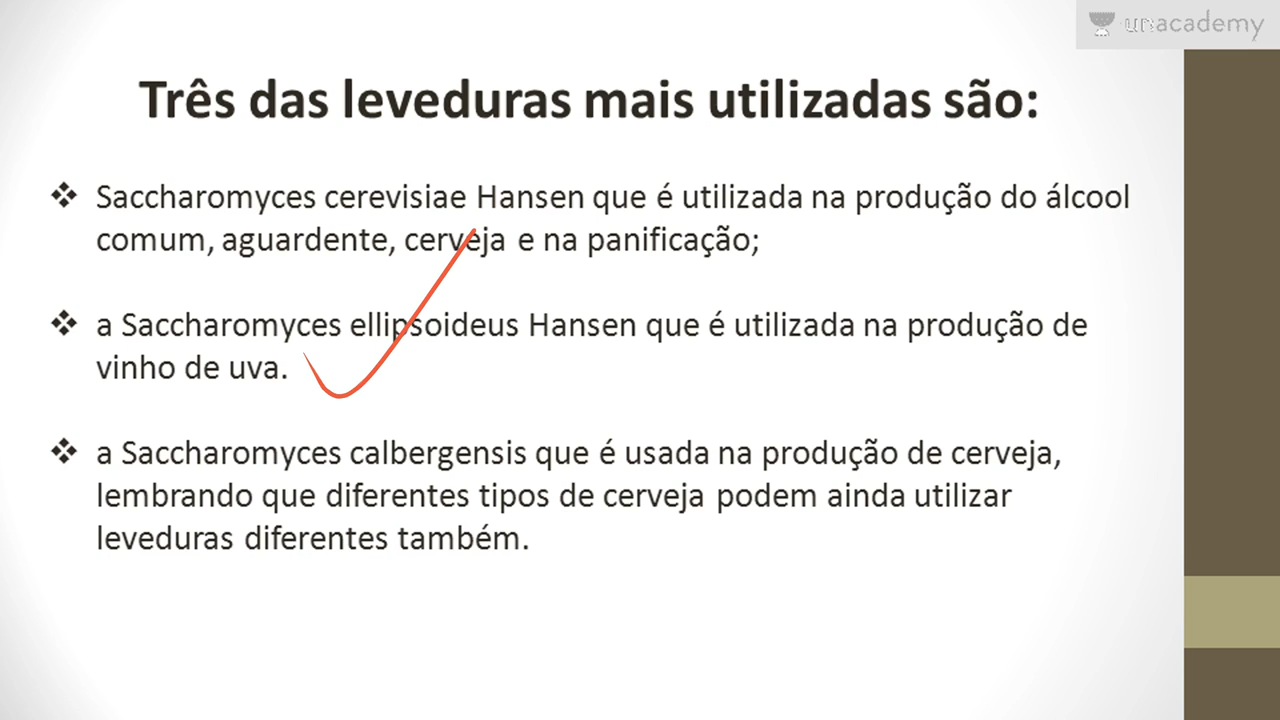 unacademy
Três das leveduras mais utilizadas são:
❖ Saccharomyces cerevisiae Hansen que é utilizada na produção do álcool
comum, aguardente, cerveja e na panificação;
❖ a Saccharomyces ellipsoideus Hansen que é utilizada na produção de
vinho de uva.
❖ a Saccharomyces calbergensis que é usada na produção de cerveja,
lembrando que diferentes tipos de cerveja podem ainda utilizar
leveduras diferentes também.